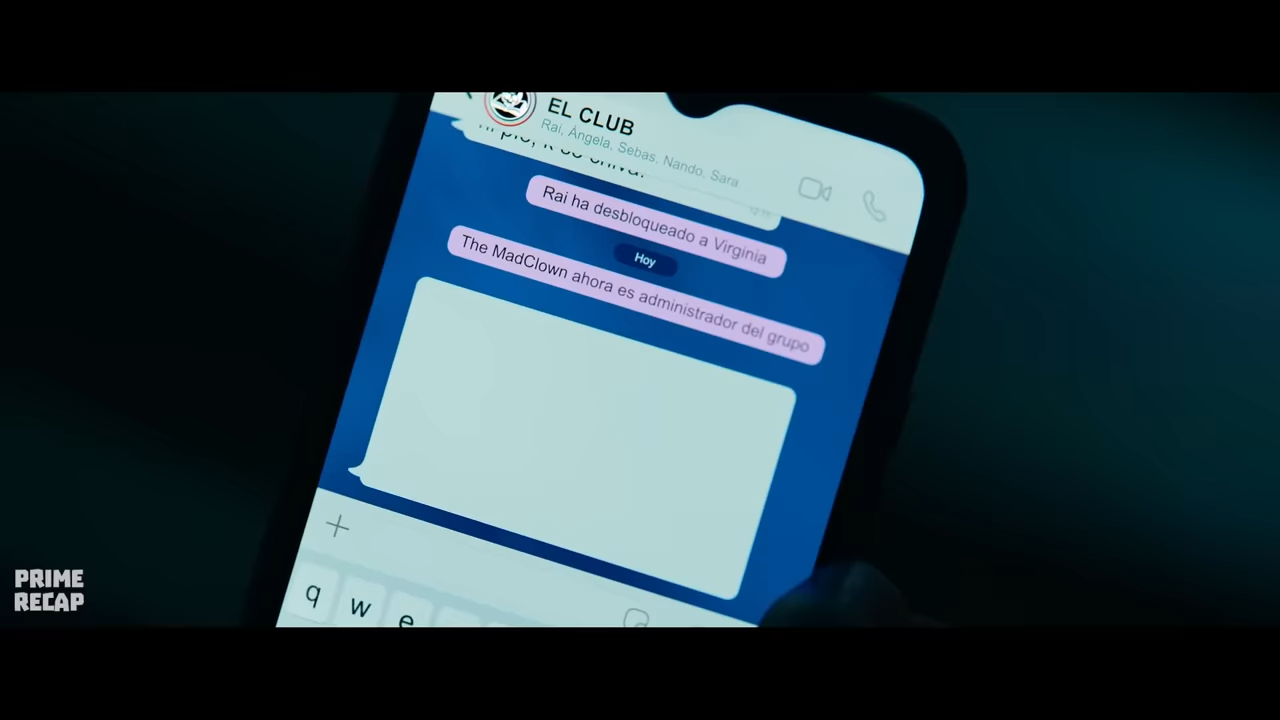 EL CLUB
Rai, Ángela, Sebas, Nando, Sara
Rai ha desbloqueado a Virginia
Hoy
The MadClown ahora es administrador del grupo
q w e
PRIME
RECAP